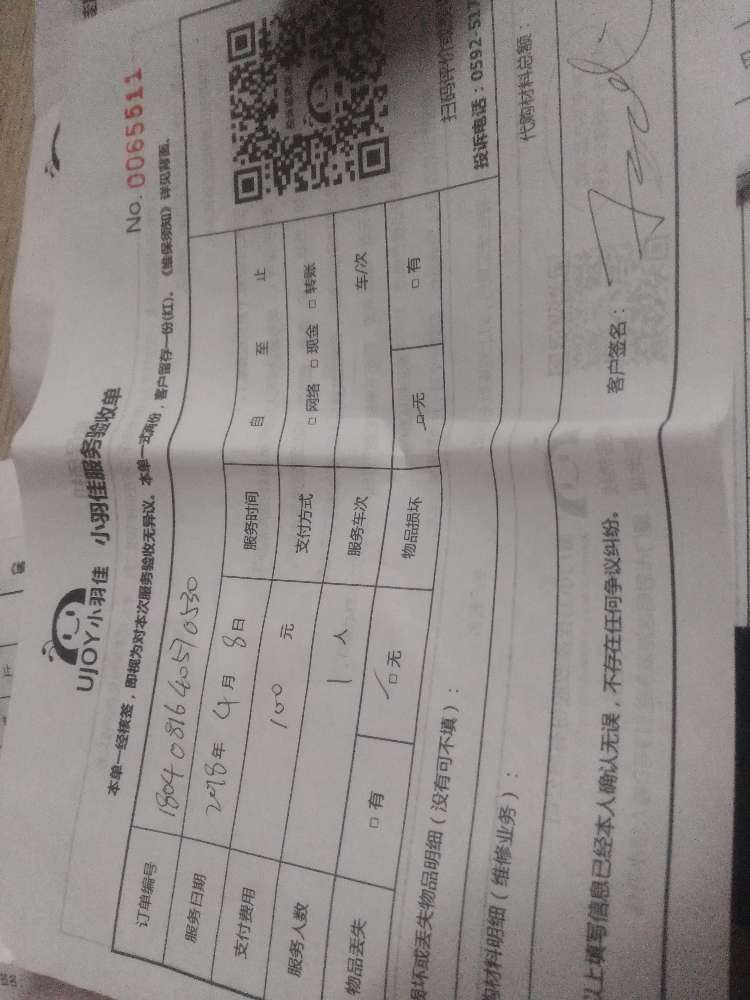 UJOY小羽佳 小羽佳服务验收单
No. 0065511
本单一经核签，即视为对本次服务验收无异议。本单一式两份，客户留存一份(红)。《维保须知》详见背面。
订单编号 1804081640570530
服务日期 2018年 4月 8日 服务时间 自 至 止
支付费用 100 元 支付方式 □ 网络 □ 现金 □ 转账
服务人数 1 人 服务车次 车/次
物品丢失 □ 有 □ 无 物品损坏 □ 无 □ 有
扫码评价
投诉电话：0592-517
损坏或丢失物品明细（没有可不填）：
购材料明细（维修业务）： 代购材料总额：
以上填写信息已经本人确认无误，不存在任何争议纠纷。 客户签名：